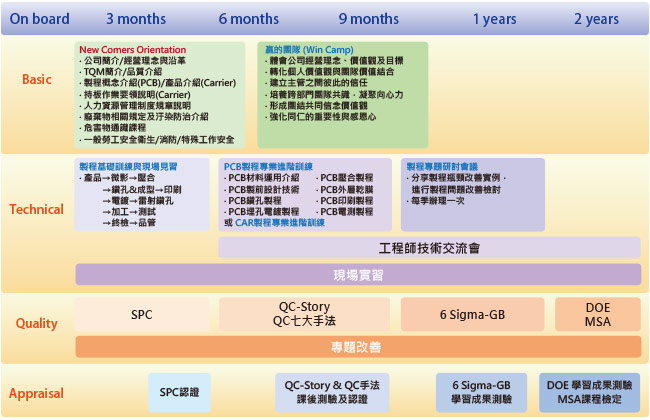 On board
3 months
6 months
9 months
1 years
2 years
Basic
New Comers Orientation
·公司簡介/經營理念與沿革
·TQM簡介/品質介紹
·製程概念介紹(PCB)/產品介紹(Carrier)
·持板作業要領說明(Carrier)
·人力資源管理制度規章說明
·廢棄物相關規定及汙染防治介紹
·危害物通識課程
·一般勞工安全衛生/消防/特殊工作安全
贏的團隊 (Win Camp)
·體會公司經營理念、價值觀及目標
·轉化個人價值觀與團隊價值結合
·建立主管之間彼此的信任
·培養跨部門團隊共識，凝聚向心力
·形成團結共同信念價值觀
·強化同仁的重要性與感恩心
Technical
製程基礎訓練與現場見習
·產品→微影→壓合
→鑽孔&成型→印刷
→電鍍→雷射鑽孔
→加工→測試
→終檢→品管
PCB製程專業進階訓練
·PCB材料運用介紹
·PCB壓合製程
·PCB製前設計技術
·PCB外層乾膜
·PCB鑽孔製程
·PCB印刷製程
·PCB埋孔電鍍製程
·PCB電測製程
或 CAR製程專業進階訓練
製程專題研討會議
·分享製程瓶頸改善實例，
進行製程問題改善檢討
·每季辦理一次
工程師技術交流會
現場實習
Quality
SPC
QC-Story
QC七大手法
6 Sigma-GB
DOE
MSA
專題改善
Appraisal
SPC認證
QC-Story & QC手法
課後測驗及認證
6 Sigma-GB
學習成果測驗
DOE 學習成果測驗
MSA課程檢定